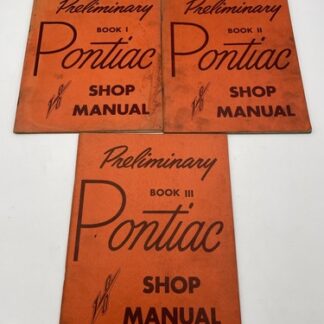 Preliminary
BOOK I
Pontiac
SHOP
MANUAL
Preliminary
BOOK II
Pontiac
SHOP
MANUAL
Preliminary
BOOK III
Pontiac
SHOP
MANUAL